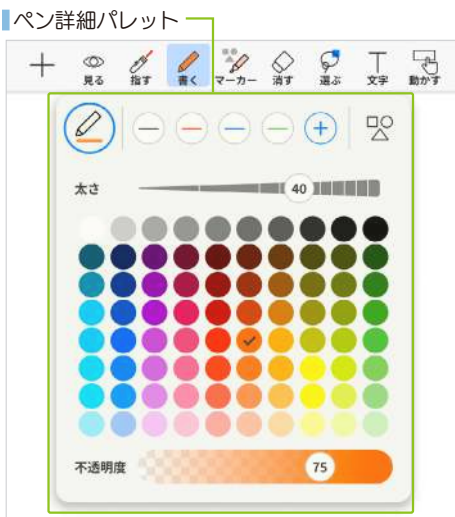 ペン詳細パレット
見る 指す 書く マーカー 消す 選ぶ 文字 動かす
太さ 40
不透明度 75